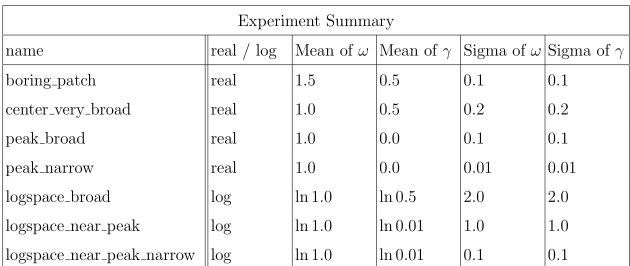 Experiment Summary
name real / log Mean of ω Mean of γ Sigma of ω Sigma of γ
boring_patch real 1.5 0.5 0.1 0.1
center_very_broad real 1.0 0.5 0.2 0.2
peak_broad real 1.0 0.0 0.1 0.1
peak_narrow real 1.0 0.0 0.01 0.01
logspace_broad log ln 1.0 ln 0.5 2.0 2.0
logspace_near_peak log ln 1.0 ln 0.01 1.0 1.0
logspace_near_peak_narrow log ln 1.0 ln 0.01 0.1 0.1